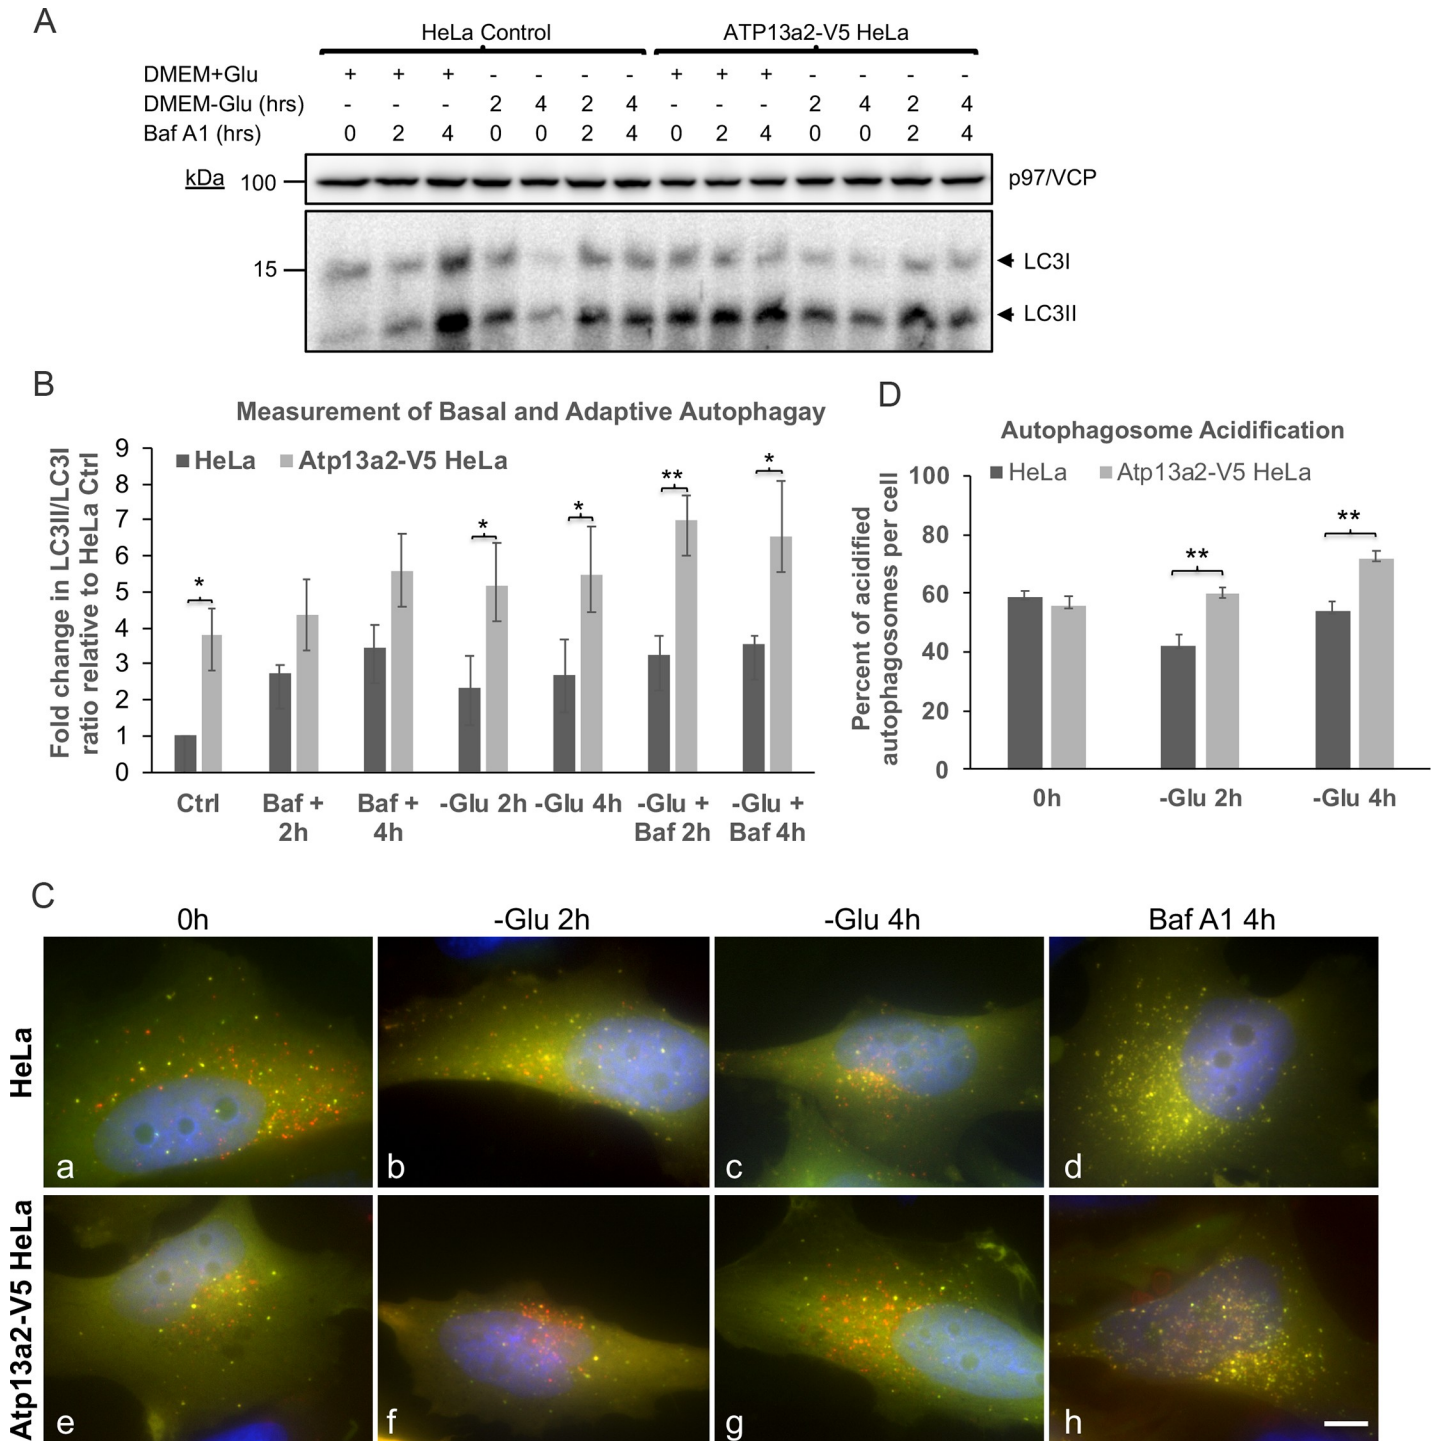 A
HeLa Control
ATP13a2-V5 HeLa
DMEM+Glu + + + - - - - + + + - - - -
DMEM-Glu (hrs) - - - 2 4 2 4 - - - 2 4 2 4
Baf A1 (hrs) 0 2 4 0 0 2 4 0 2 4 0 0 2 4
kDa
100
p97/VCP
15
LC3I
LC3II
B
Measurement of Basal and Adaptive Autophagay
Fold change in LC3II/LC3I
ratio relative to HeLa Ctrl
HeLa
Atp13a2-V5 HeLa
9
8
7
6
5
4
3
2
1
0
*
*
*
**
*
Ctrl
Baf +
2h
Baf +
4h
-Glu 2h
-Glu 4h
-Glu +
Baf 2h
-Glu +
Baf 4h
D
Autophagosome Acidification
Percent of acidified
autophagosomes per cell
HeLa
Atp13a2-V5 HeLa
100
80
60
40
20
0
**
**
0h
-Glu 2h
-Glu 4h
C
0h
-Glu 2h
-Glu 4h
Baf A1 4h
HeLa
a
b
c
d
Atp13a2-V5 HeLa
e
f
g
h